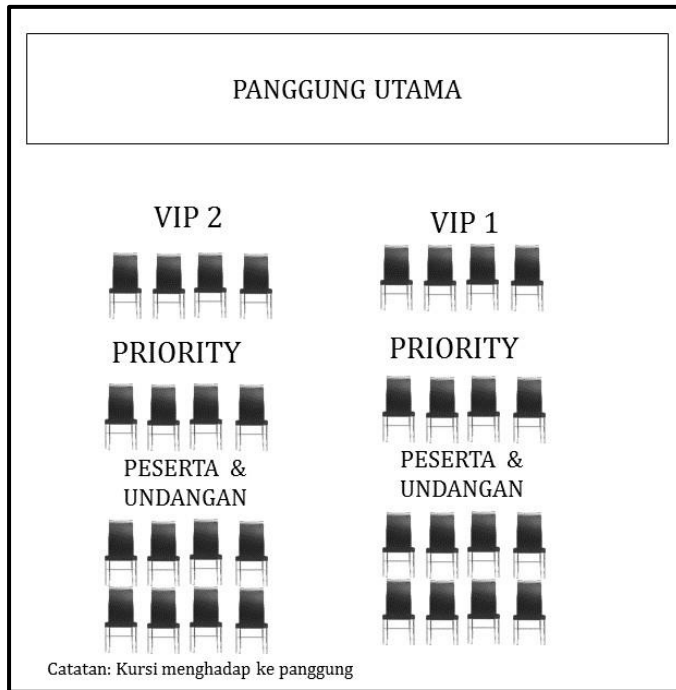 PANGGUNG UTAMA
VIP 2
VIP 1
PRIORITY
PRIORITY
PESERTA &
UNDANGAN
PESERTA &
UNDANGAN
Catatan: Kursi menghadap ke panggung